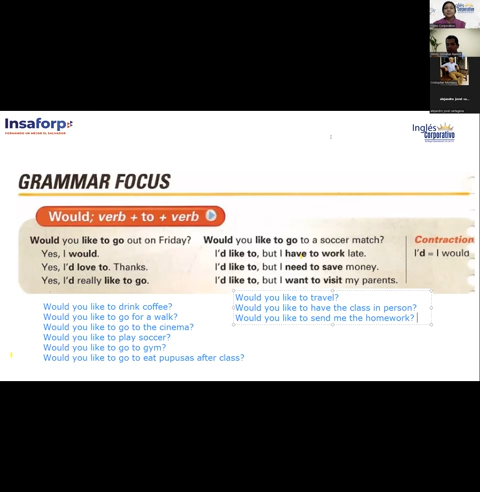 Insaforp
Inglés
Corporativo
alejandro josé ca...
GRAMMAR FOCUS
Would; verb + to + verb
Would you like to go out on Friday?
Yes, I would.
Yes, I'd love to. Thanks.
Yes, I'd really like to go.
Would you like to go to a soccer match?
I'd like to, but I have to work late.
I'd like to, but I need to save money.
I'd like to, but I want to visit my parents.
Contraction
I'd = I would
Would you like to drink coffee?
Would you like to go for a walk?
Would you like to go to the cinema?
Would you like to play soccer?
Would you like to go to gym?
Would you like to go to eat pupusas after class?
Would you like to travel?
Would you like to have the class in person?
Would you like to send me the homework?